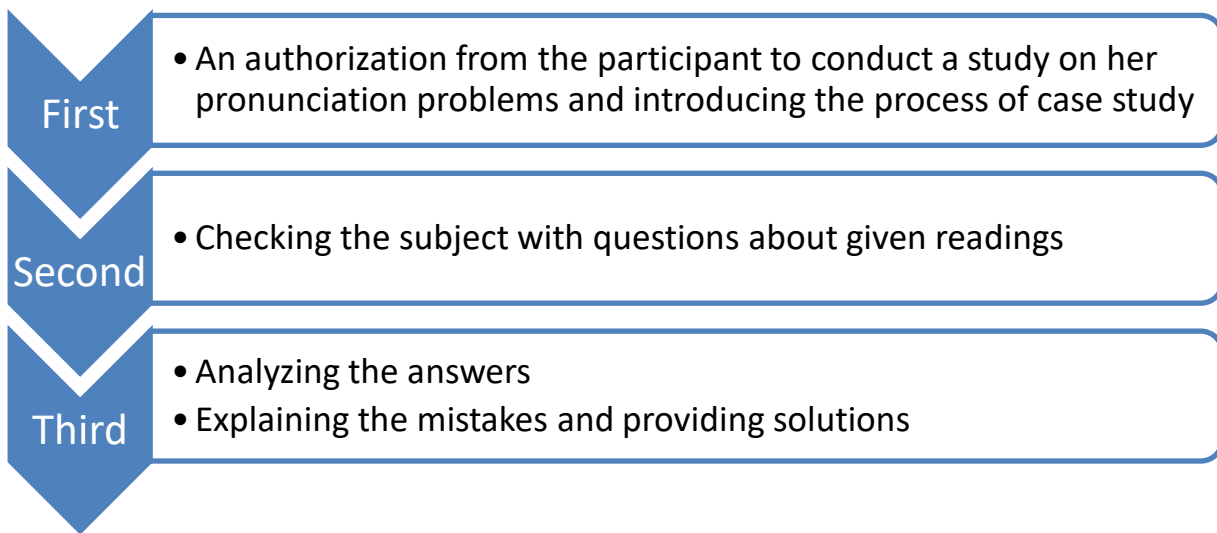 First
• An authorization from the participant to conduct a study on her
pronunciation problems and introducing the process of case study
Second
• Checking the subject with questions about given readings
Third
• Analyzing the answers
• Explaining the mistakes and providing solutions